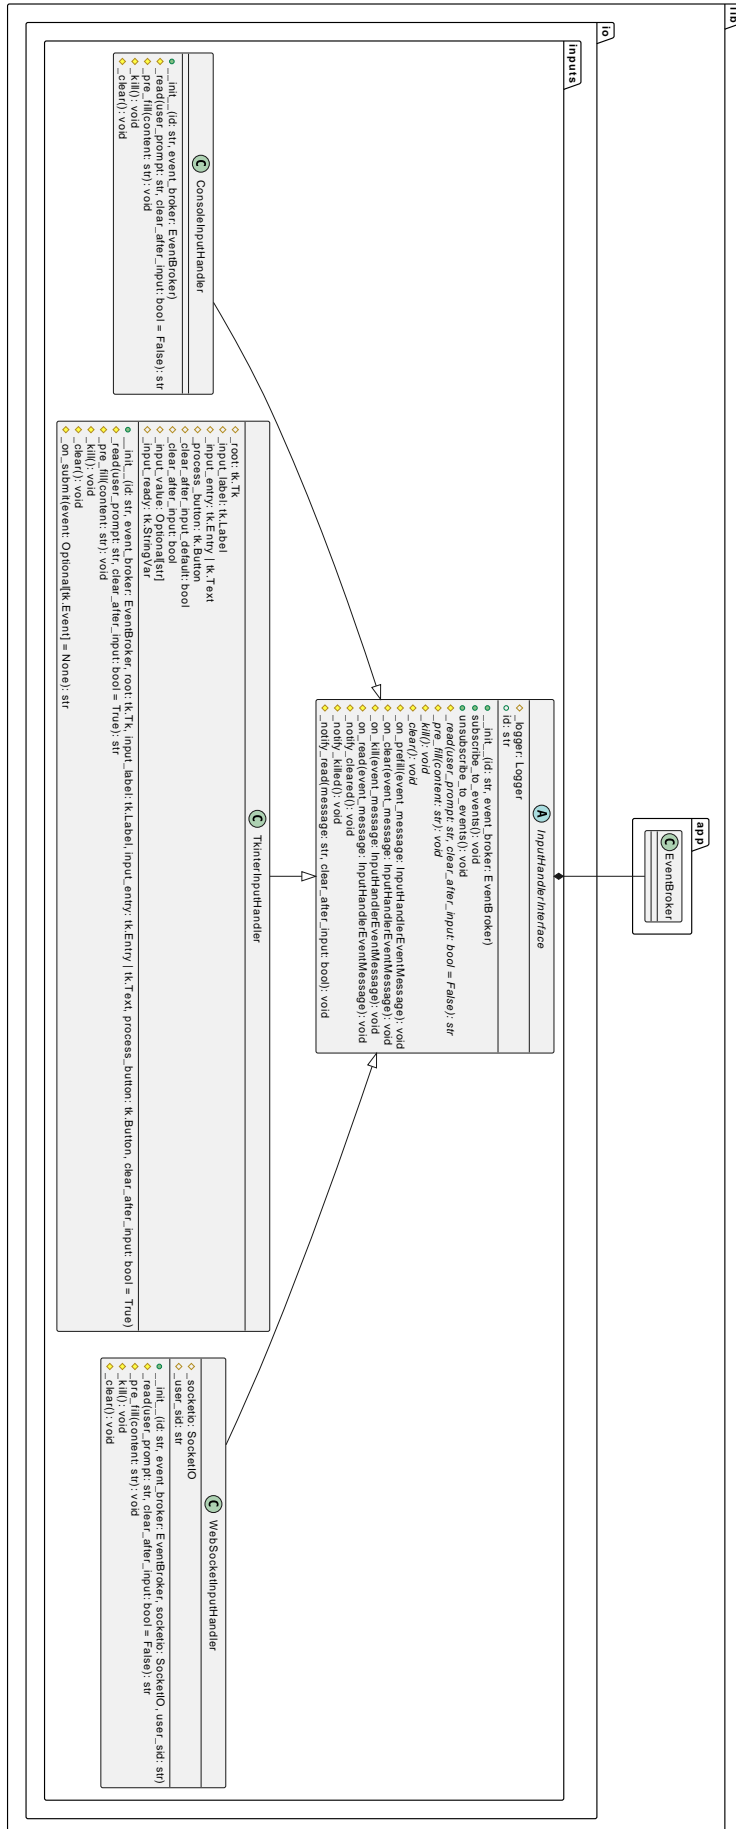 lib
app
EventBroker
io
inputs
InputHandlerInterface
_logger: Logger
id: str
__init__(id: str, event_broker: EventBroker)
subscribe_to_events(): void
unsubscribe_to_events(): void
_read(user_prompt: str, clear_after_input: bool = False): str
_pre_fill(content: str): void
_kill(): void
_clear(): void
_on_prefill(event_message: InputHandlerEventMessage): void
_on_clear(event_message: InputHandlerEventMessage): void
_on_kill(event_message: InputHandlerEventMessage): void
_on_read(event_message: InputHandlerEventMessage): void
_notify_cleared(): void
_notify_killed(): void
_notify_read(message: str, clear_after_input: bool): void
ConsoleInputHandler
__init__(id: str, event_broker: EventBroker)
_read(user_prompt: str, clear_after_input: bool = False): str
_pre_fill(content: str): void
_kill(): void
_clear(): void
TkinterInputHandler
_root: tk.Tk
_input_label: tk.Label
_input_entry: tk.Entry | tk.Text
_process_button: tk.Button
_clear_after_input_default: bool
_clear_after_input: bool
_input_value: Optional[str]
_input_ready: tk.StringVar
__init__(id: str, event_broker: EventBroker, root: tk.Tk, input_label: tk.Label, input_entry: tk.Entry | tk.Text, process_button: tk.Button, clear_after_input: bool = True)
_read(user_prompt: str, clear_after_input: bool = True): str
_pre_fill(content: str): void
_kill(): void
_clear(): void
_on_submit(event: Optional[tk.Event] = None): str
WebSocketInputHandler
_socketio: SocketIO
_user_sid: str
__init__(id: str, event_broker: EventBroker, socketio: SocketIO, user_sid: str)
_read(user_prompt: str, clear_after_input: bool = False): str
_pre_fill(content: str): void
_kill(): void
_clear(): void